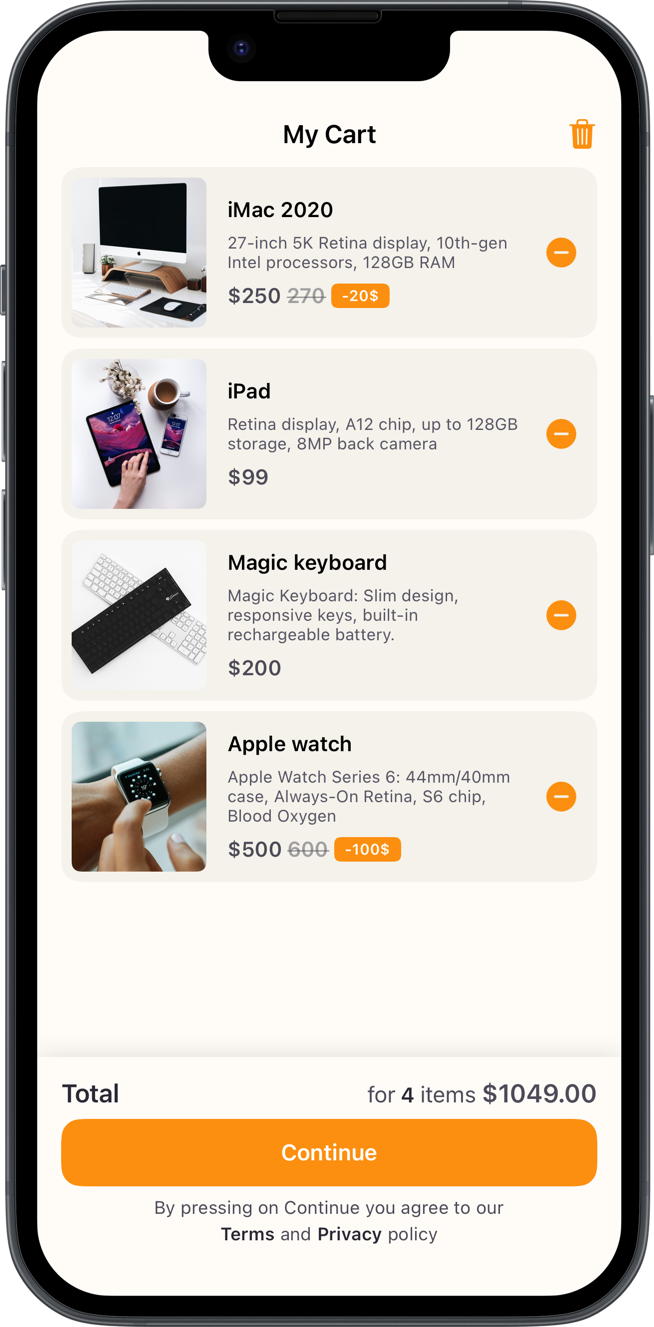 My Cart
iMac 2020
27-inch 5K Retina display, 10th-gen
Intel processors, 128GB RAM
$250 270 -20$
iPad
Retina display, A12 chip, up to 128GB
storage, 8MP back camera
$99
Magic keyboard
Magic Keyboard: Slim design,
responsive keys, built-in
rechargeable battery.
$200
Apple watch
Apple Watch Series 6: 44mm/40mm
case, Always-On Retina, S6 chip,
Blood Oxygen
$500 600 -100$
Total for 4 items $1049.00
Continue
By pressing on Continue you agree to our
Terms and Privacy policy